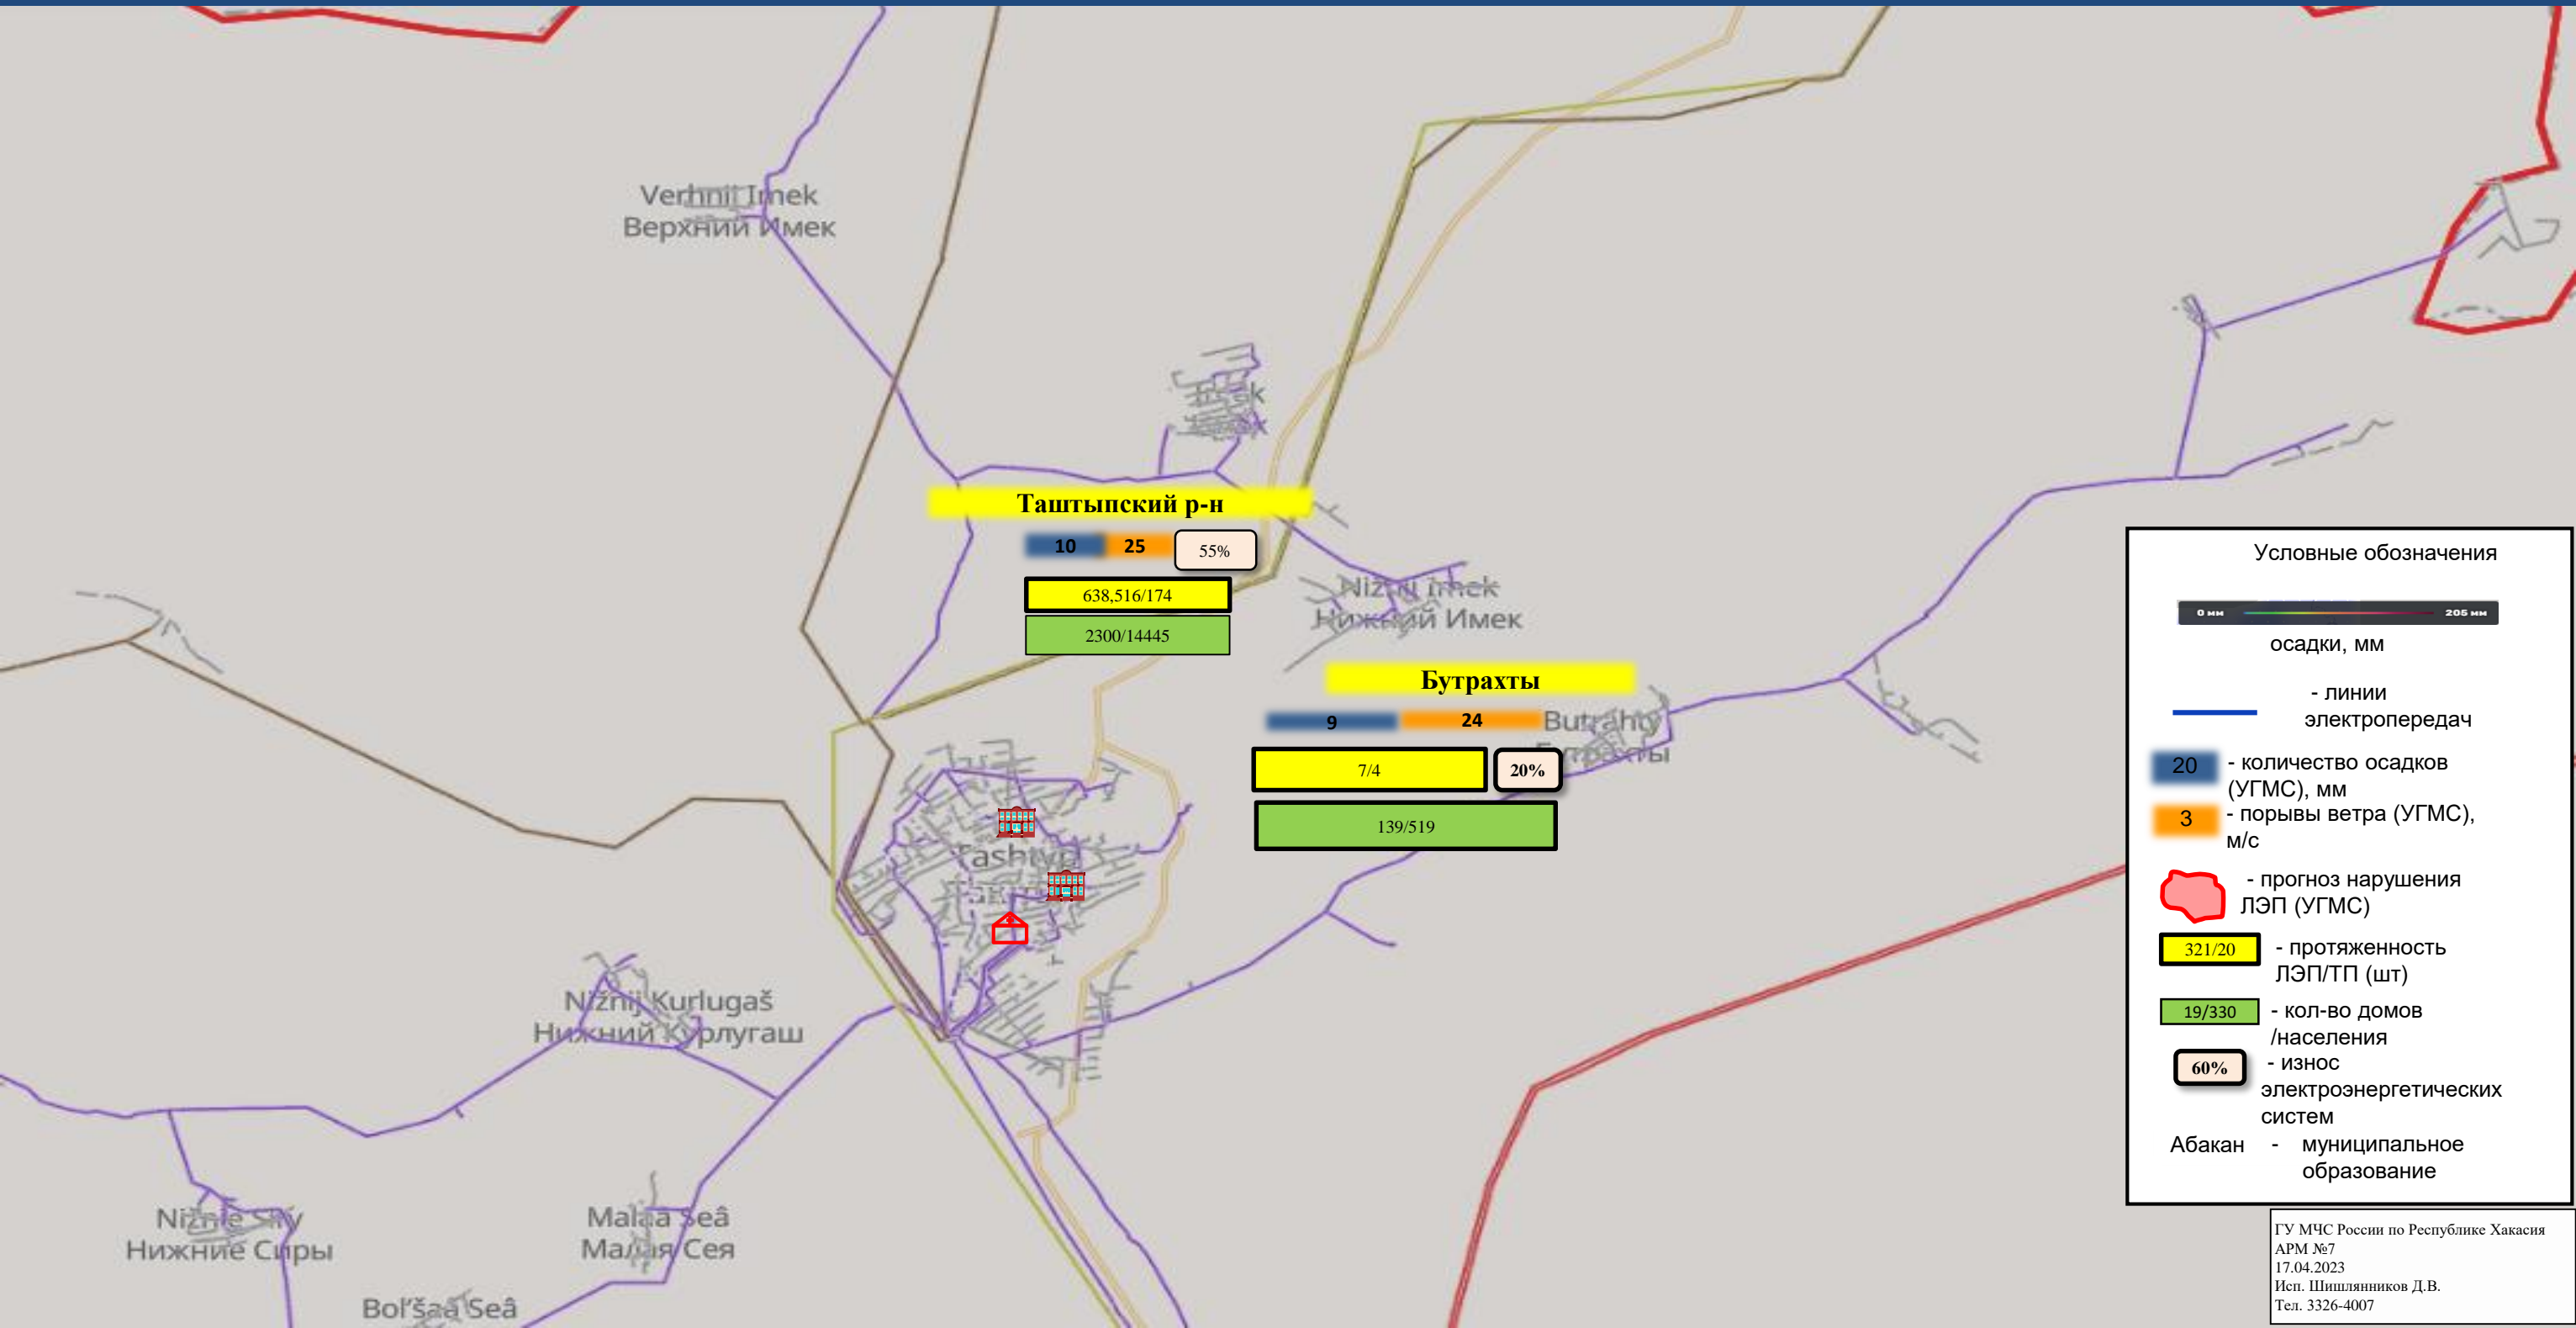 Verhnij Imek
Верхний Имек
Таштыпский р-н
10 25 55%
638,516/174
2300/14445
Nižnij Imek
Нижний Имек
Бутрахты
9 24
Butrahty
Бутрахты
7/4 20%
139/519
Tashtyp
Nižnij Kurlugaš
Нижний Курлугаш
Nižnie Siry
Нижние Сиры
Malaâ Seâ
Малая Сея
Bol'šaâ Seâ
Условные обозначения
0 мм 205 мм
осадки, мм
- линии
электропередач
20 - количество осадков
(УГМС), мм
3 - порывы ветра (УГМС),
м/с
- прогноз нарушения
ЛЭП (УГМС)
321/20 - протяженность
ЛЭП/ТП (шт)
19/330 - кол-во домов
/населения
60% - износ
электроэнергетических
систем
Абакан - муниципальное
образование
ГУ МЧС России по Республике Хакасия
АРМ №7
17.04.2023
Исп. Шишлянников Д.В.
Тел. 3326-4007